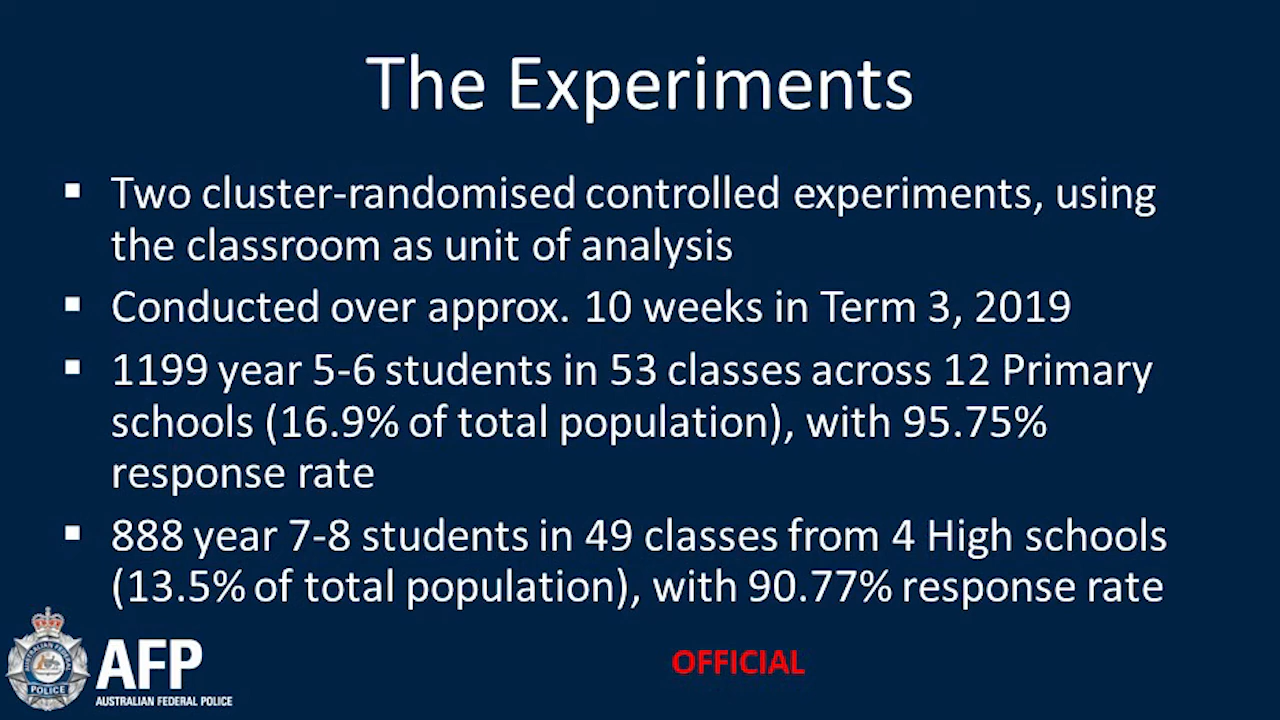 The Experiments
▪ Two cluster-randomised controlled experiments, using
the classroom as unit of analysis
▪ Conducted over approx. 10 weeks in Term 3, 2019
▪ 1199 year 5-6 students in 53 classes across 12 Primary
schools (16.9% of total population), with 95.75%
response rate
▪ 888 year 7-8 students in 49 classes from 4 High schools
(13.5% of total population), with 90.77% response rate
AUSTRALIAN FEDERAL
POLICE
AFP
AUSTRALIAN FEDERAL POLICE
OFFICIAL